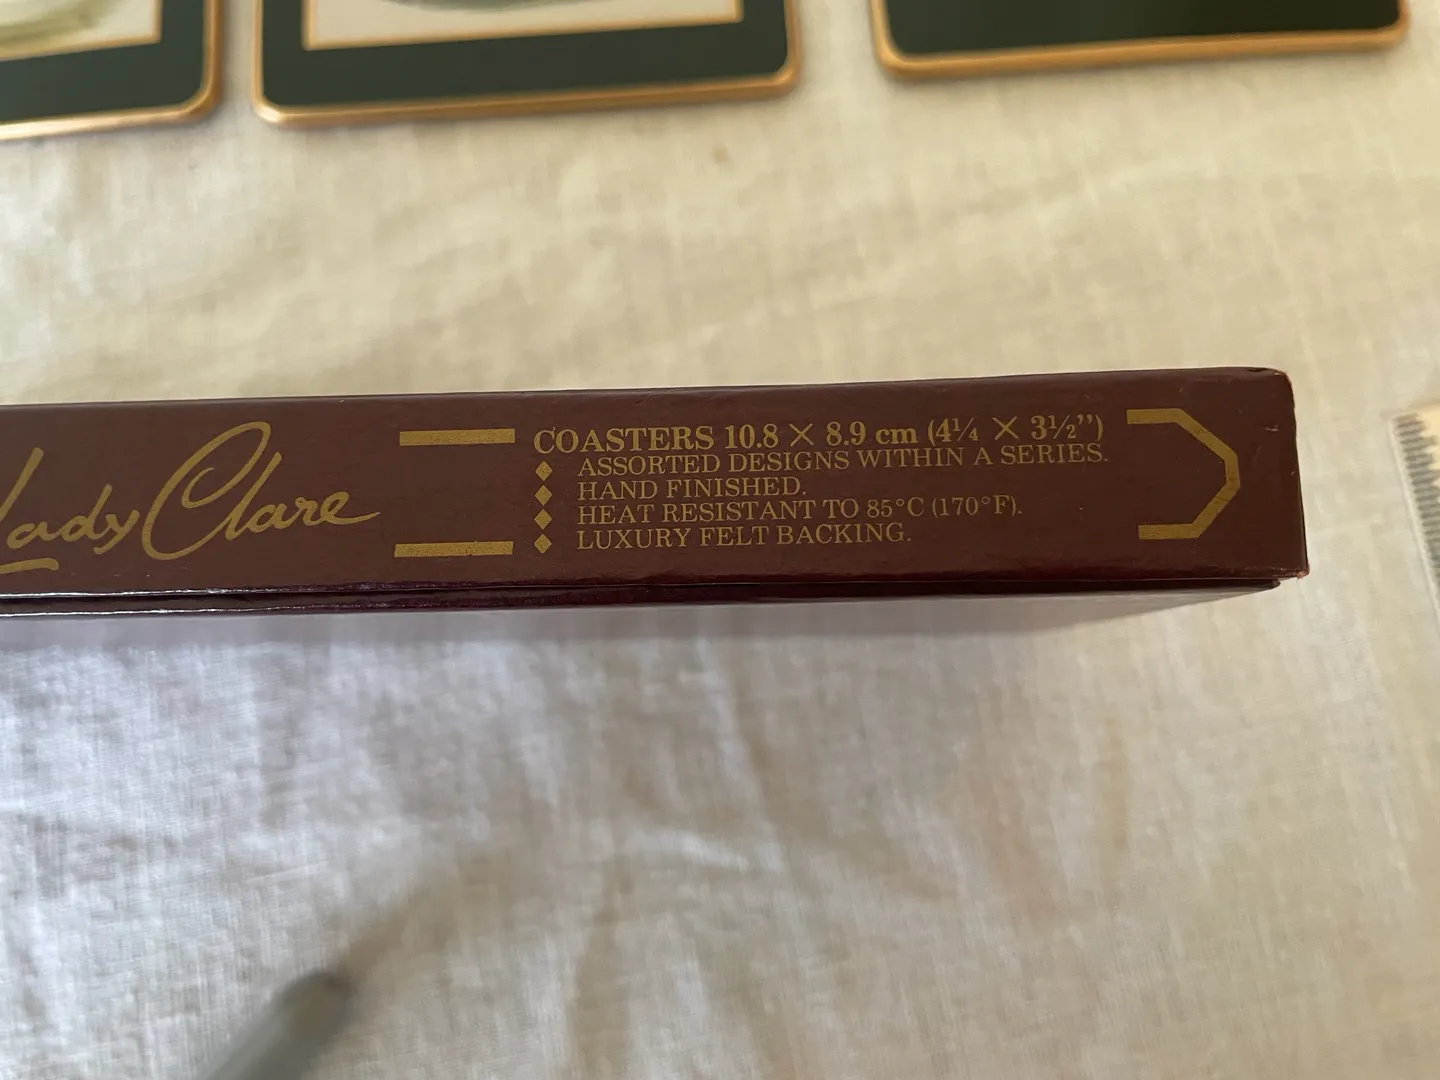 Lady Clare
COASTERS 10.8 × 8.9 cm (4¼ × 3½")
◆ ASSORTED DESIGNS WITHIN A SERIES.
◆ HAND FINISHED.
◆ HEAT RESISTANT TO 85°C (170°F).
◆ LUXURY FELT BACKING.